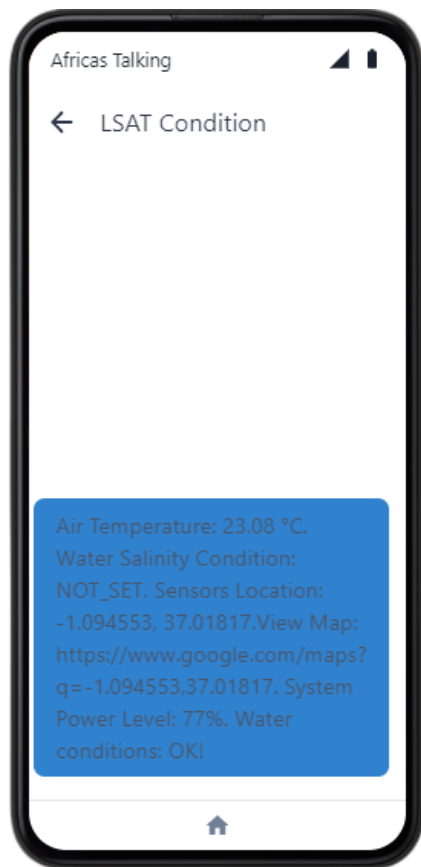 Africas Talking
LSAT Condition
Air Temperature: 23.08 °C.
Water Salinity Condition:
NOT_SET. Sensors Location:
-1.094553, 37.01817.View Map:
https://www.google.com/maps?
q=-1.094553,37.01817. System
Power Level: 77%. Water
conditions: OK!